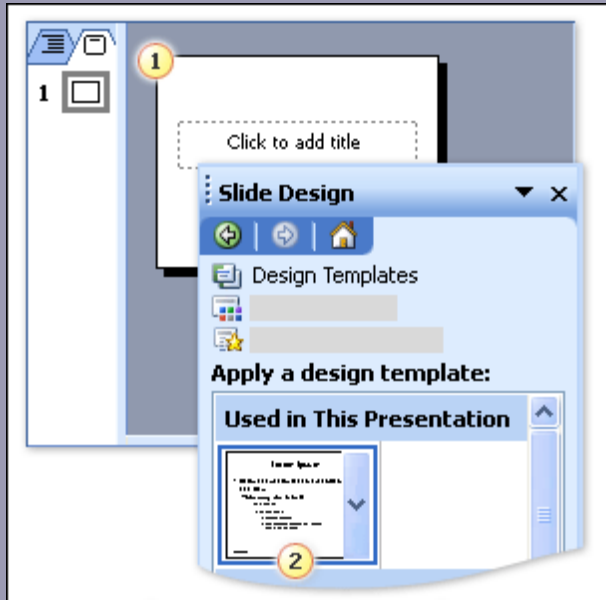 1
1
Click to add title
Slide Design
Design Templates
Apply a design template:
Used in This Presentation
2